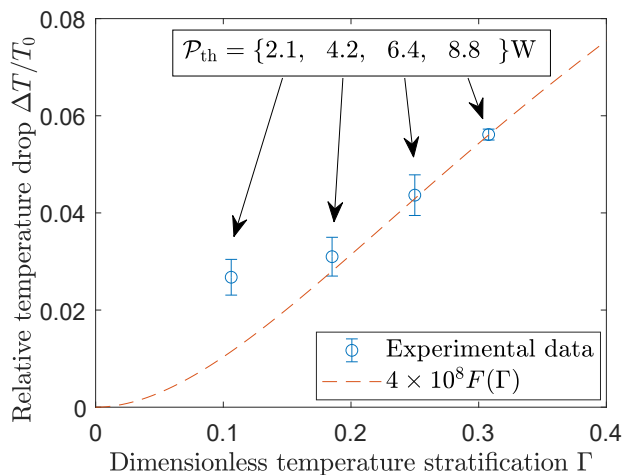 0.08
0.06
0.04
0.02
0
0
0.1
0.2
0.3
0.4
Relative temperature drop ΔT/T₀
𝒫th = {2.1, 4.2, 6.4, 8.8 }W
Experimental data
4 × 10⁸F(Γ)
Dimensionless temperature stratification Γ